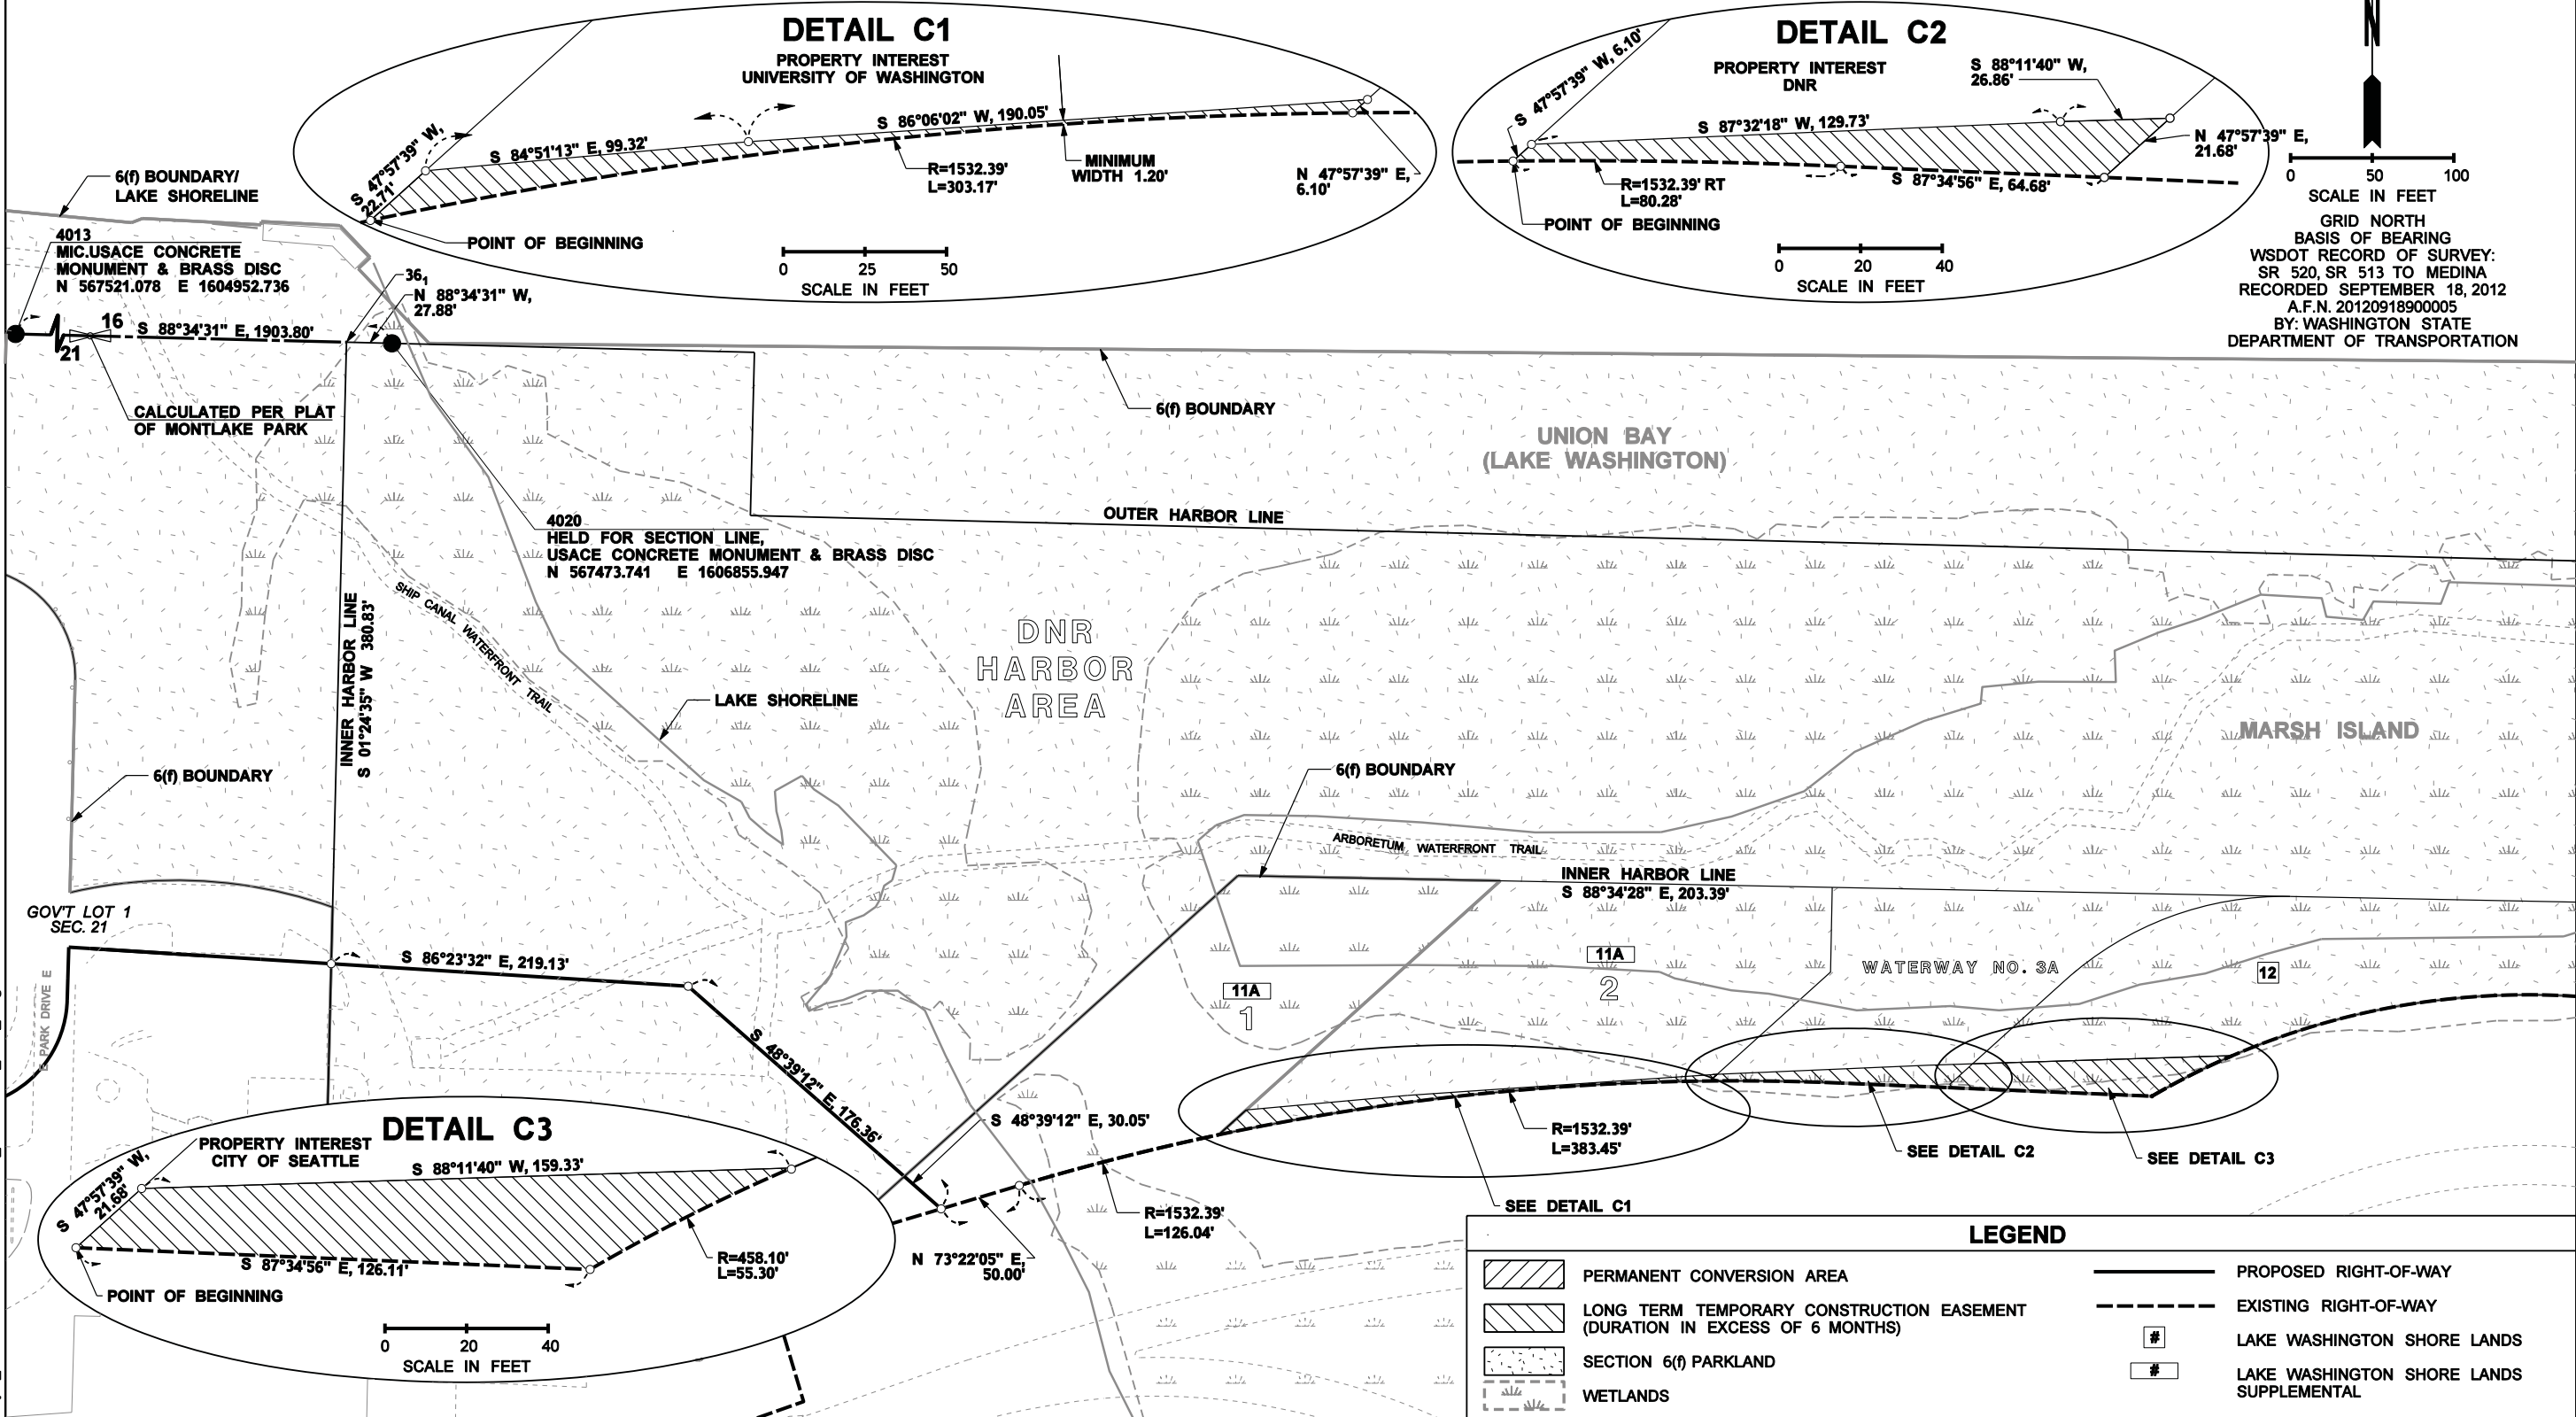 DETAIL C1
PROPERTY INTEREST
UNIVERSITY OF WASHINGTON
S 47°57'39" W,
22.71'
S 84°51'13" E, 99.32'
S 86°06'02" W, 190.05'
R=1532.39'
L=303.17'
MINIMUM
WIDTH 1.20'
N 47°57'39" E,
6.10'
POINT OF BEGINNING
0 25 50
SCALE IN FEET
DETAIL C2
PROPERTY INTEREST
DNR
S 47°57'39" W, 6.10'
S 88°11'40" W,
26.86'
S 87°32'18" W, 129.73'
N 47°57'39" E,
21.68'
R=1532.39' RT
L=80.28'
S 87°34'56" E, 64.68'
POINT OF BEGINNING
0 20 40
SCALE IN FEET
N
0 50 100
SCALE IN FEET
GRID NORTH
BASIS OF BEARING
WSDOT RECORD OF SURVEY:
SR 520, SR 513 TO MEDINA
RECORDED SEPTEMBER 18, 2012
A.F.N. 20120918900005
BY: WASHINGTON STATE
DEPARTMENT OF TRANSPORTATION
6(f) BOUNDARY/
LAKE SHORELINE
4013
MIC.USACE CONCRETE
MONUMENT & BRASS DISC
N 567521.078 E 1604952.736
16
21
S 88°34'31" E, 1903.80'
36₁
N 88°34'31" W,
27.88'
CALCULATED PER PLAT
OF MONTLAKE PARK
6(f) BOUNDARY
UNION BAY
(LAKE WASHINGTON)
OUTER HARBOR LINE
4020
HELD FOR SECTION LINE,
USACE CONCRETE MONUMENT & BRASS DISC
N 567473.741 E 1606855.947
SHIP CANAL WATERFRONT TRAIL
INNER HARBOR LINE
S 01°24'35" W 380.83'
DNR
HARBOR
AREA
LAKE SHORELINE
MARSH ISLAND
6(f) BOUNDARY
6(f) BOUNDARY
ARBORETUM WATERFRONT TRAIL
INNER HARBOR LINE
S 88°34'28" E, 203.39'
GOV'T LOT 1
SEC. 21
E PARK DRIVE E
S 86°23'32" E, 219.13'
11A
1
11A
2
WATERWAY NO. 3A
12
S 48°39'12" E, 176.36'
S 48°39'12" E, 30.05'
R=1532.39'
L=126.04'
N 73°22'05" E,
50.00'
R=1532.39'
L=383.45'
SEE DETAIL C1
SEE DETAIL C2
SEE DETAIL C3
DETAIL C3
PROPERTY INTEREST
CITY OF SEATTLE
S 47°57'39" W,
21.68'
S 88°11'40" W, 159.33'
S 87°34'56" E, 126.11'
R=458.10'
L=55.30'
POINT OF BEGINNING
0 20 40
SCALE IN FEET
LEGEND
PERMANENT CONVERSION AREA
LONG TERM TEMPORARY CONSTRUCTION EASEMENT
(DURATION IN EXCESS OF 6 MONTHS)
SECTION 6(f) PARKLAND
WETLANDS
PROPOSED RIGHT-OF-WAY
EXISTING RIGHT-OF-WAY
# LAKE WASHINGTON SHORE LANDS
# LAKE WASHINGTON SHORE LANDS
SUPPLEMENTAL